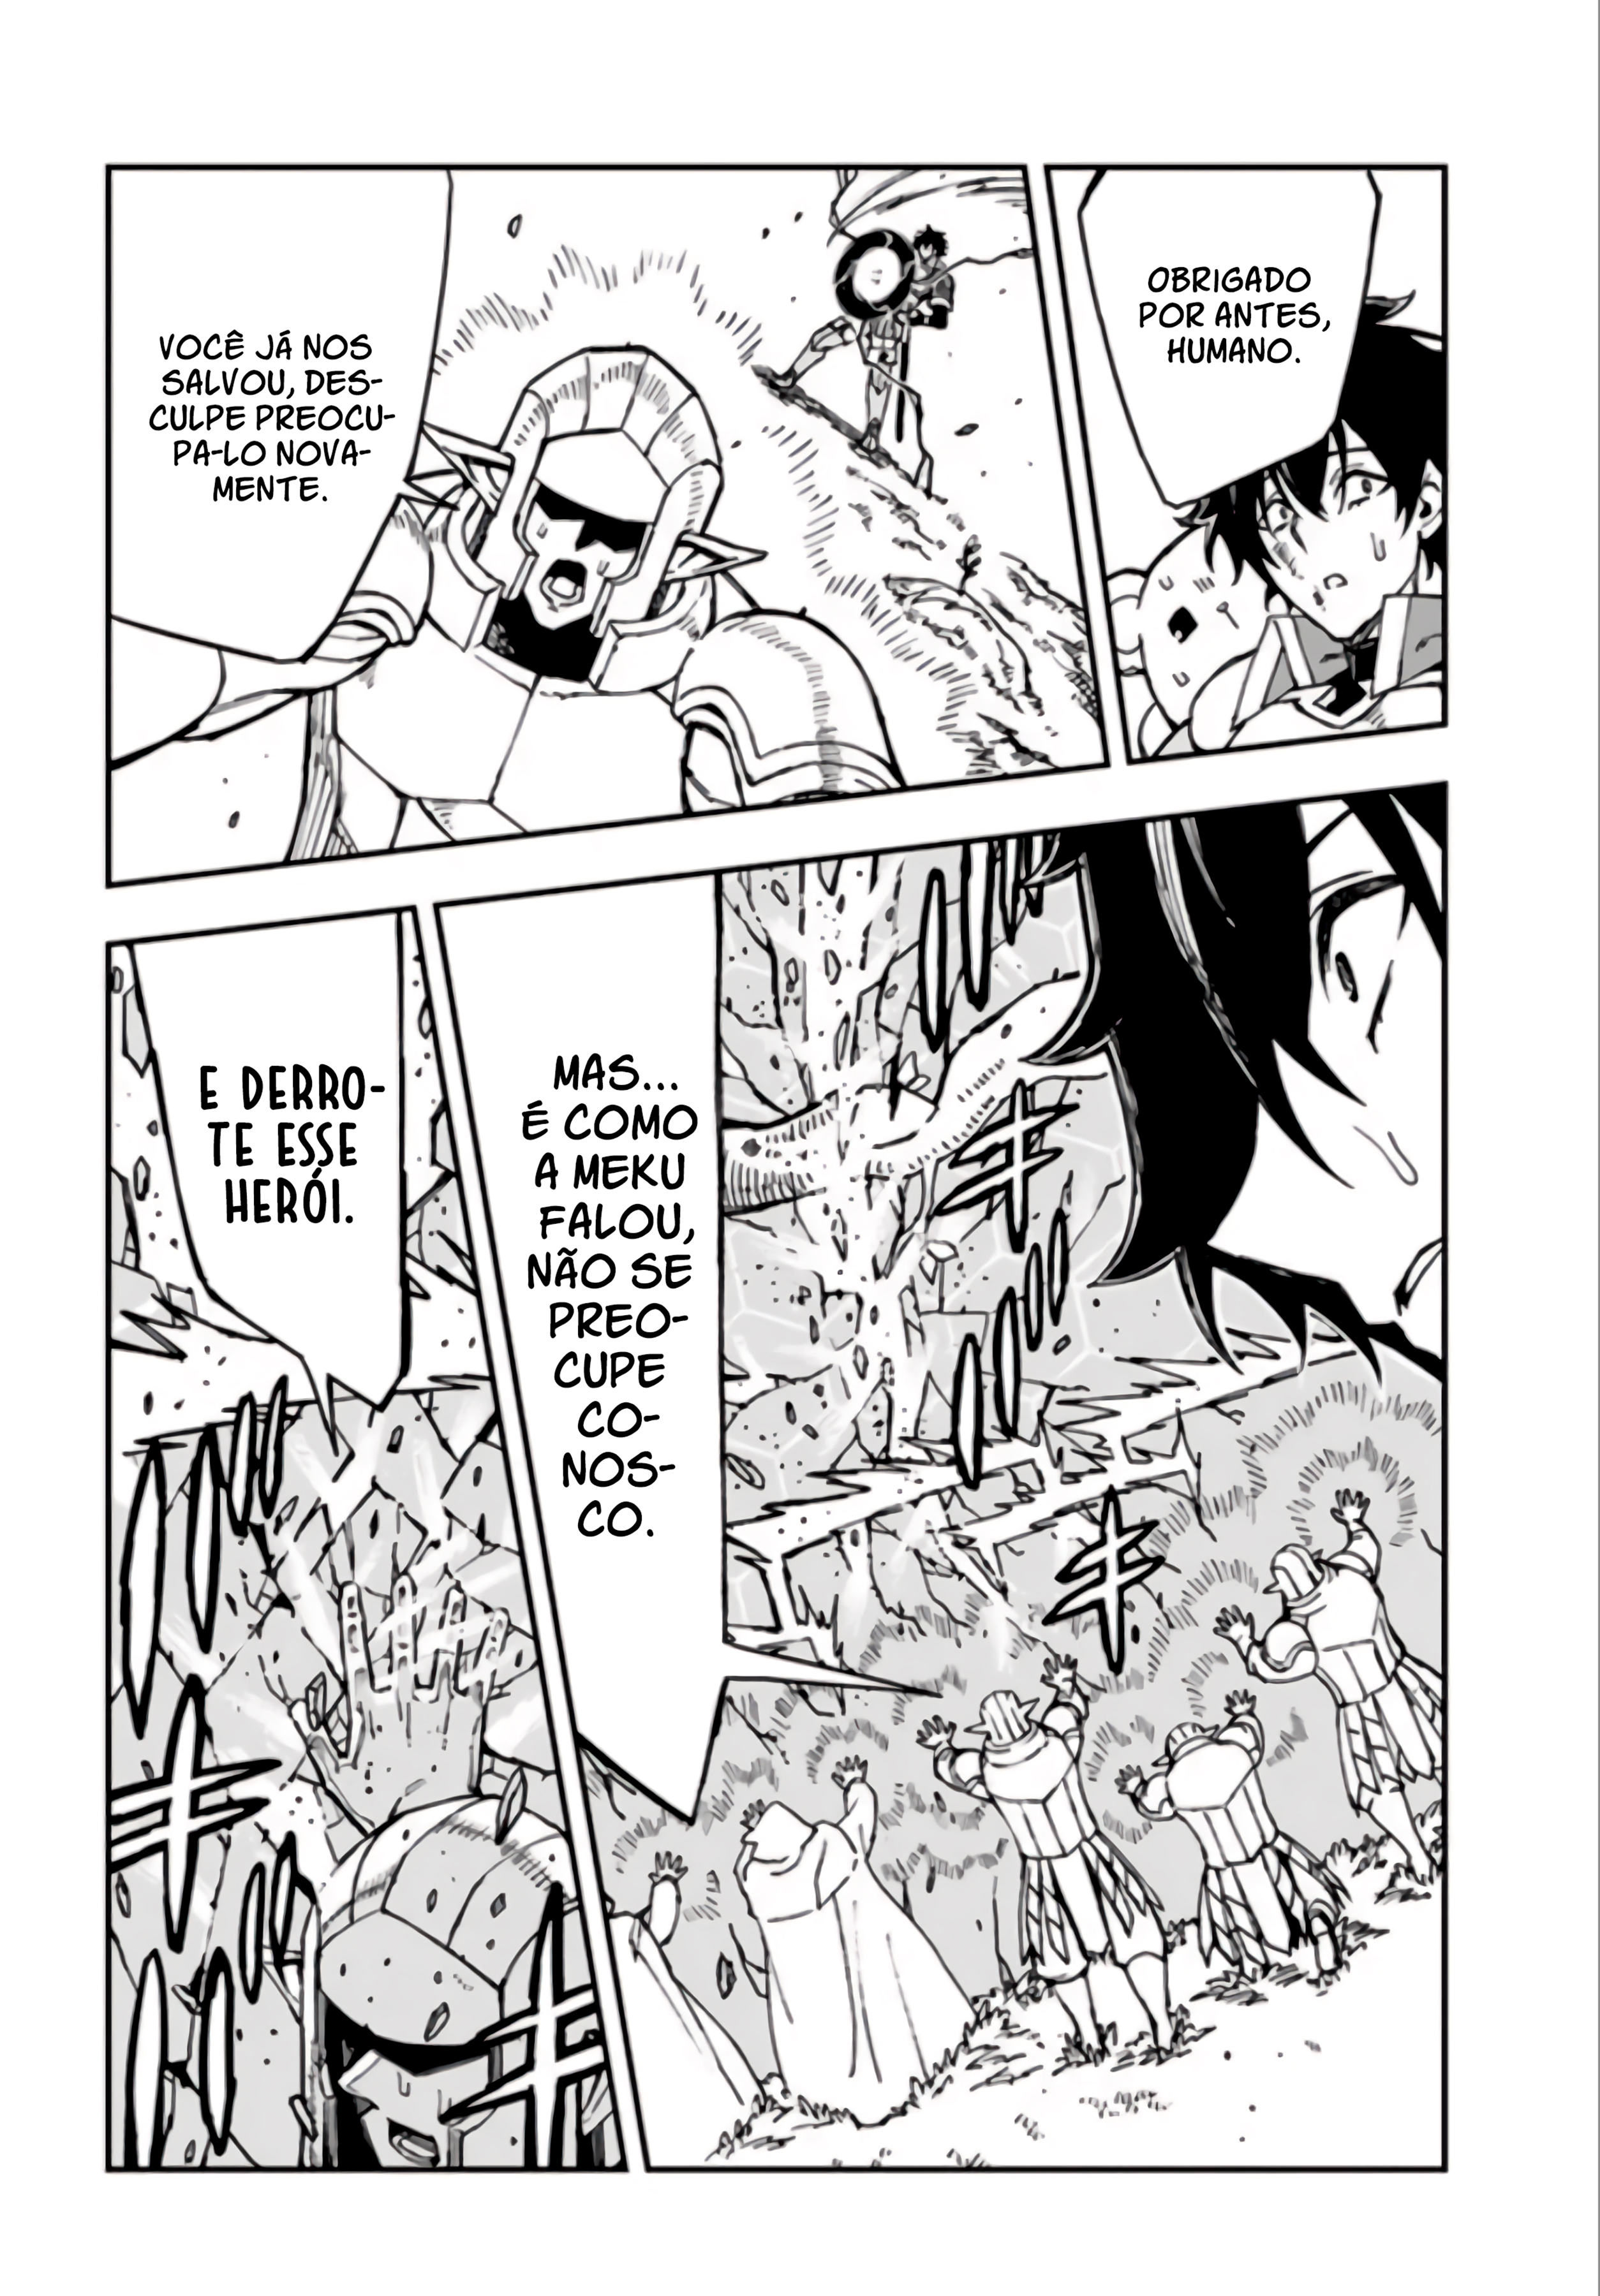 OBRIGADO
POR ANTES,
HUMANO.
VOCÊ JÁ NOS
SALVOU, DES-
CULPE PREOCU-
PA-LO NOVA-
MENTE.
MAS...
É COMO
A MEKU
FALOU,
NÃO SE
PREO-
CUPE
CO-
NOS-
CO.
E DERRO-
TE ESSE
HERÓI.